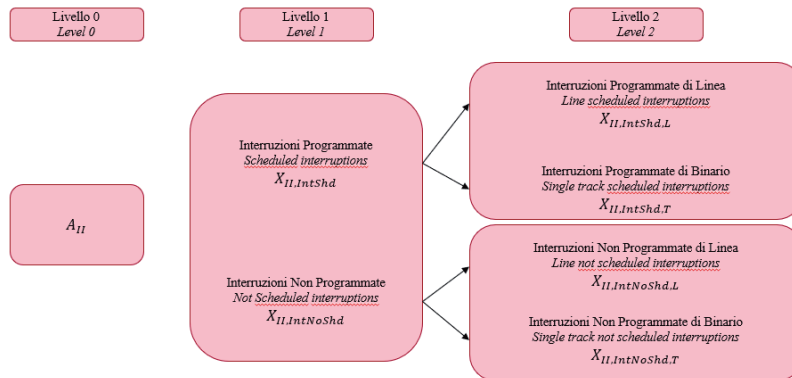 Livello 0
Level 0
Livello 1
Level 1
Livello 2
Level 2
A_{II}
Interruzioni Programmate
Scheduled interruptions
X_{II,IntShd}
Interruzioni Non Programmate
Not Scheduled interruptions
X_{II,IntNoShd}
Interruzioni Programmate di Linea
Line scheduled interruptions
X_{II,IntShd,L}
Interruzioni Programmate di Binario
Single track scheduled interruptions
X_{II,IntShd,T}
Interruzioni Non Programmate di Linea
Line not scheduled interruptions
X_{II,IntNoShd,L}
Interruzioni Non Programmate di Binario
Single track not scheduled interruptions
X_{II,IntNoShd,T}